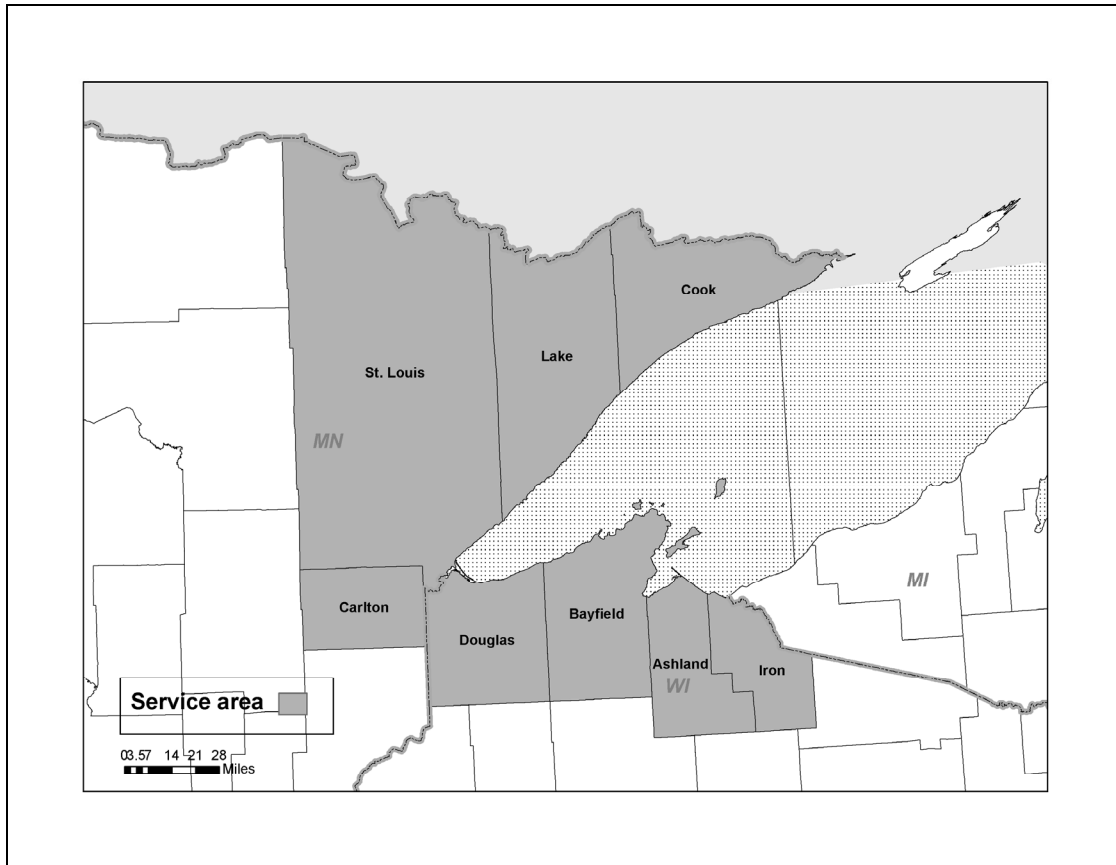 Cook
Lake
St. Louis
MN
MI
Carlton
Bayfield
Douglas
Ashland
Iron
WI
Service area
03.57 14 21 28
Miles